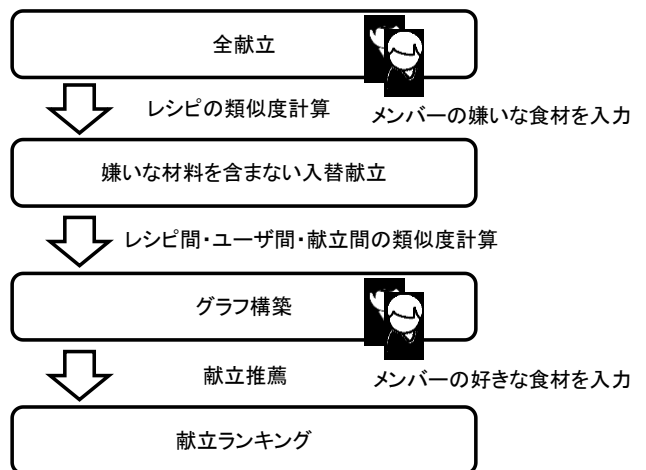 全献立
レシピの類似度計算
メンバーの嫌いな食材を入力
嫌いな材料を含まない入替献立
レシピ間・ユーザ間・献立間の類似度計算
グラフ構築
献立推薦
メンバーの好きな食材を入力
献立ランキング